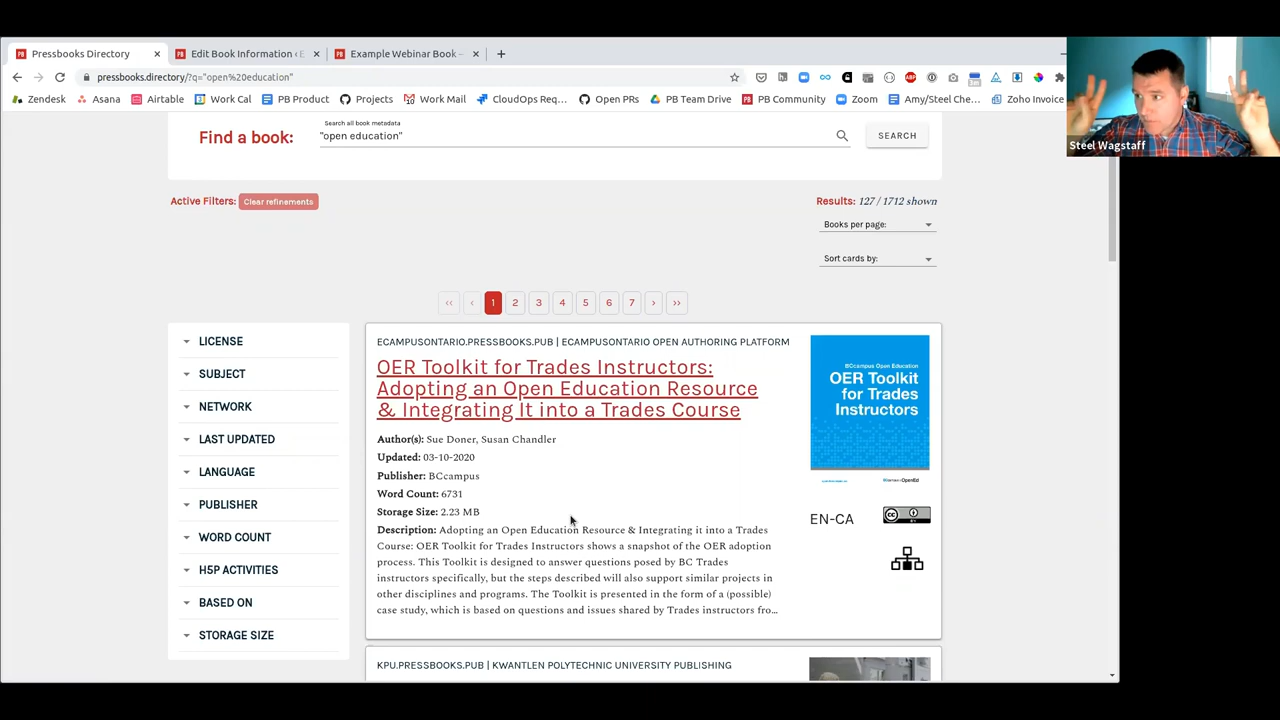 Pressbooks Directory
Edit Book Information ‹ E
Example Webinar Book –
pressbooks.directory/?q="open%20education"
Zendesk Asana Airtable Work Cal PB Product Projects Work Mail CloudOps Req... Open PRs PB Team Drive PB Community Zoom Amy/Steel Che... Zoho Invoice
Steel Wagstaff
Search all book metadata
Find a book: "open education" SEARCH
Active Filters: Clear refinements
Results: 127 / 1712 shown
Books per page:
Sort cards by:
‹‹ ‹ 1 2 3 4 5 6 7 › ››
LICENSE
SUBJECT
NETWORK
LAST UPDATED
LANGUAGE
PUBLISHER
WORD COUNT
H5P ACTIVITIES
BASED ON
STORAGE SIZE
ECAMPUSONTARIO.PRESSBOOKS.PUB | ECAMPUSONTARIO OPEN AUTHORING PLATFORM
OER Toolkit for Trades Instructors:
Adopting an Open Education Resource
& Integrating It into a Trades Course
Author(s): Sue Doner, Susan Chandler
Updated: 03-10-2020
Publisher: BCcampus
Word Count: 6731
Storage Size: 2.23 MB
Description: Adopting an Open Education Resource & Integrating it into a Trades
Course: OER Toolkit for Trades Instructors shows a snapshot of the OER adoption
process. This Toolkit is designed to answer questions posed by BC Trades
instructors specifically, but the steps described will also support similar projects in
other disciplines and programs. The Toolkit is presented in the form of a (possible)
case study, which is based on questions and issues shared by Trades instructors fro...
BCcampus Open Education
OER Toolkit
for Trades
Instructors
EN-CA
KPU.PRESSBOOKS.PUB | KWANTLEN POLYTECHNIC UNIVERSITY PUBLISHING